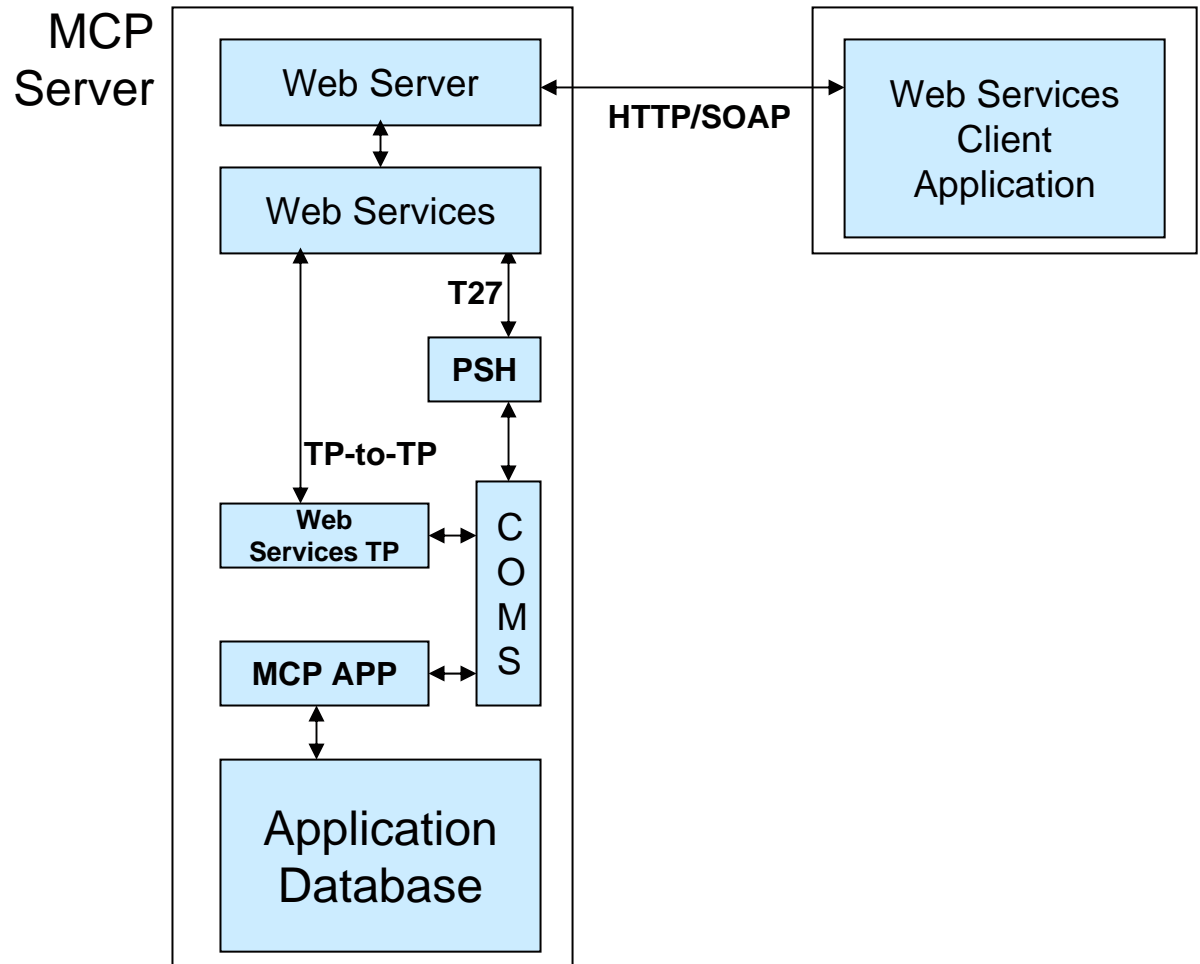 MCP
Server
Web Server
HTTP/SOAP
Web Services
Client
Application
Web Services
T27
PSH
TP-to-TP
Web
Services TP
C
O
M
S
MCP APP
Application
Database